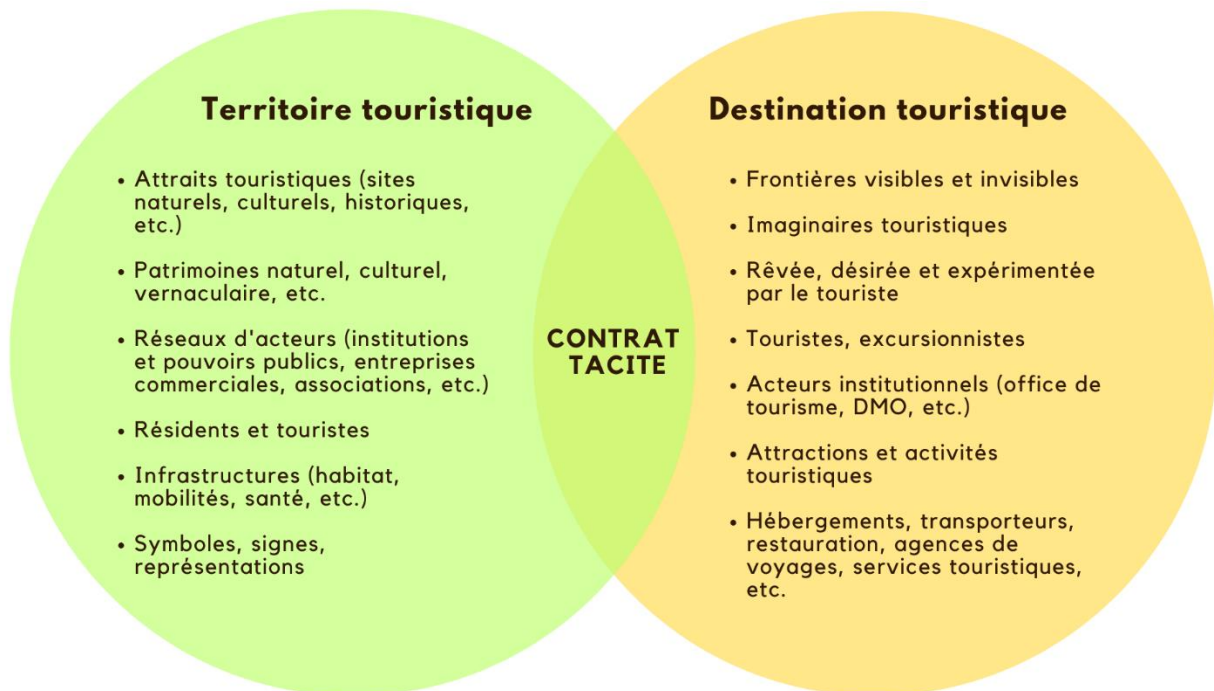 Territoire touristique
• Attraits touristiques (sites
naturels, culturels, historiques,
etc.)
• Patrimoines naturel, culturel,
vernaculaire, etc.
• Réseaux d'acteurs (institutions
et pouvoirs publics, entreprises
commerciales, associations, etc.)
• Résidents et touristes
• Infrastructures (habitat,
mobilités, santé, etc.)
• Symboles, signes,
représentations
CONTRAT
TACITE
Destination touristique
• Frontières visibles et invisibles
• Imaginaires touristiques
• Rêvée, désirée et expérimentée
par le touriste
• Touristes, excursionnistes
• Acteurs institutionnels (office de
tourisme, DMO, etc.)
• Attractions et activités
touristiques
• Hébergements, transporteurs,
restauration, agences de
voyages, services touristiques,
etc.